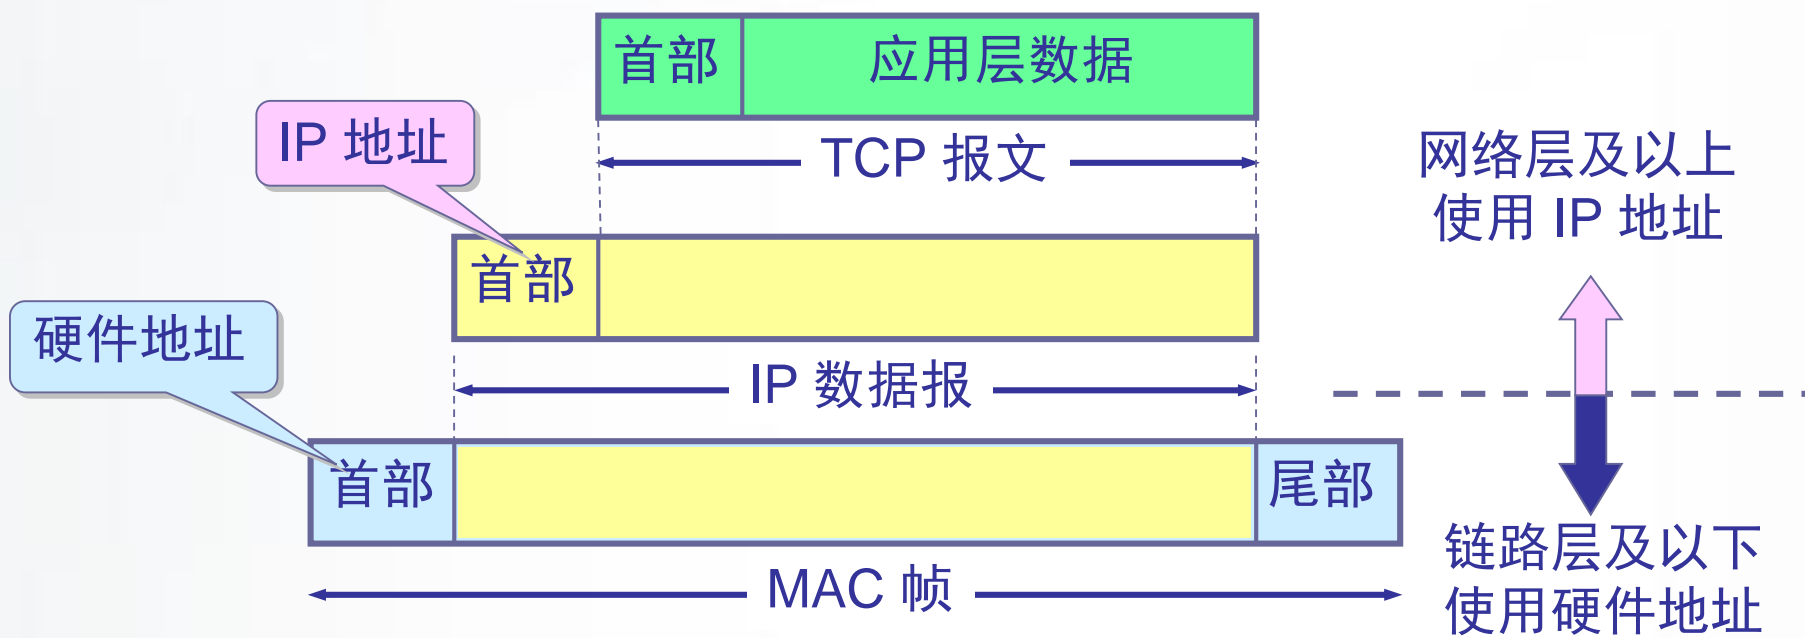 首部
应用层数据
IP 地址
TCP 报文
网络层及以上
使用 IP 地址
首部
硬件地址
IP 数据报
首部
尾部
链路层及以下
使用硬件地址
MAC 帧